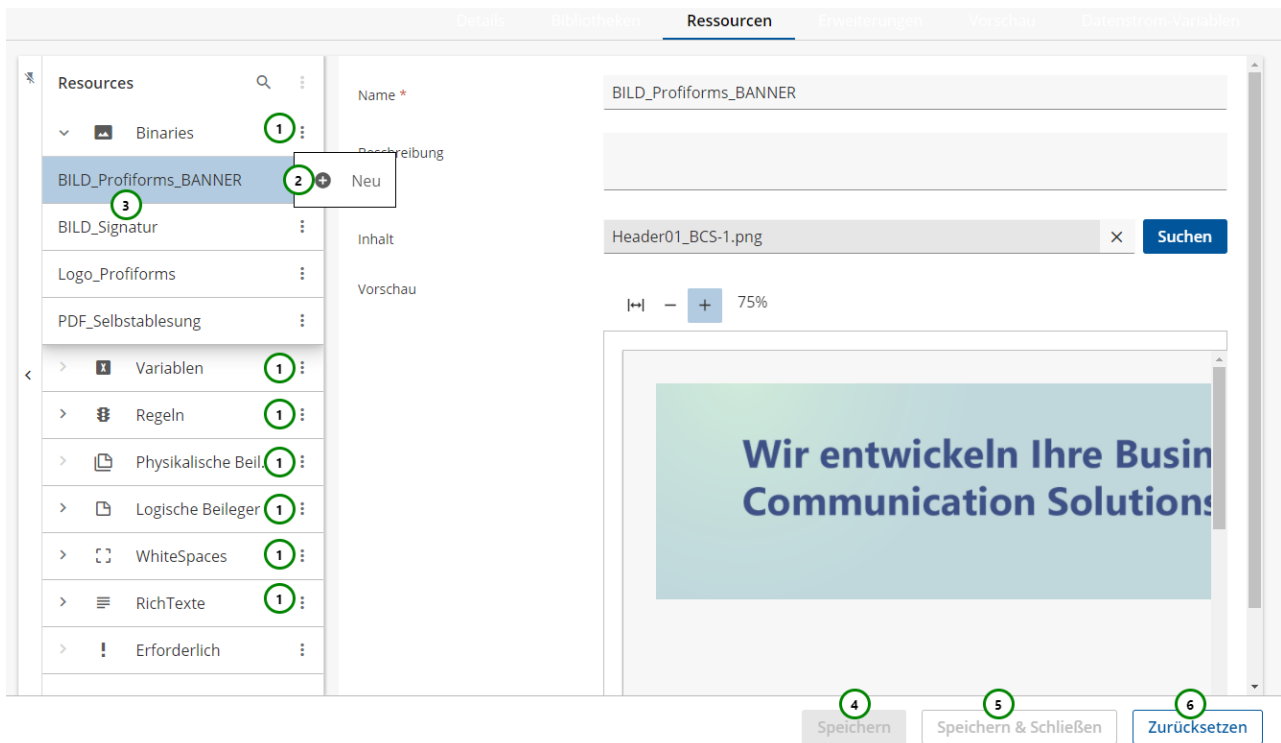 Details Bibliotheken Ressourcen Erweiterungen Vorschau Datenstrom-Variablen
Resources
Binaries 1
BILD_Profiforms_BANNER
2 Neu
3
BILD_Signatur
Logo_Profiforms
PDF_Selbstablesung
Variablen 1
Regeln 1
Physikalische Beil. 1
Logische Beileger 1
WhiteSpaces 1
RichTexte 1
Erforderlich
Name * BILD_Profiforms_BANNER
Beschreibung
Inhalt Header01_BCS-1.png Suchen
Vorschau
75%
Wir entwickeln Ihre Busin
Communication Solutions
4 5 6
Speichern Speichern & Schließen Zurücksetzen